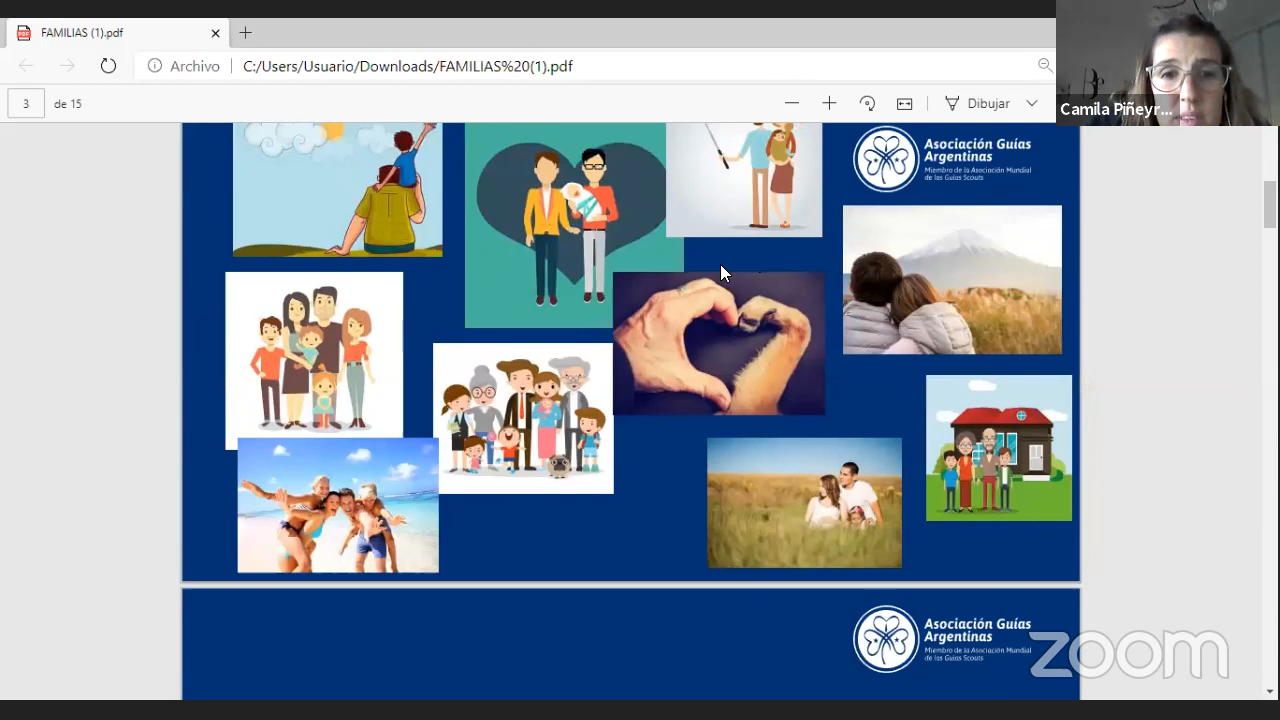 FAMILIAS (1).pdf
Archivo
C:/Users/Usuario/Downloads/FAMILIAS%20(1).pdf
3
de 15
Dibujar
Camila Piñeyr...
Asociación Guías
Argentinas
Miembro de la Asociación Mundial
de las Guías Scouts
Asociación Guías
Argentinas
Miembro de la Asociación Mundial
de las Guías Scouts
zoom